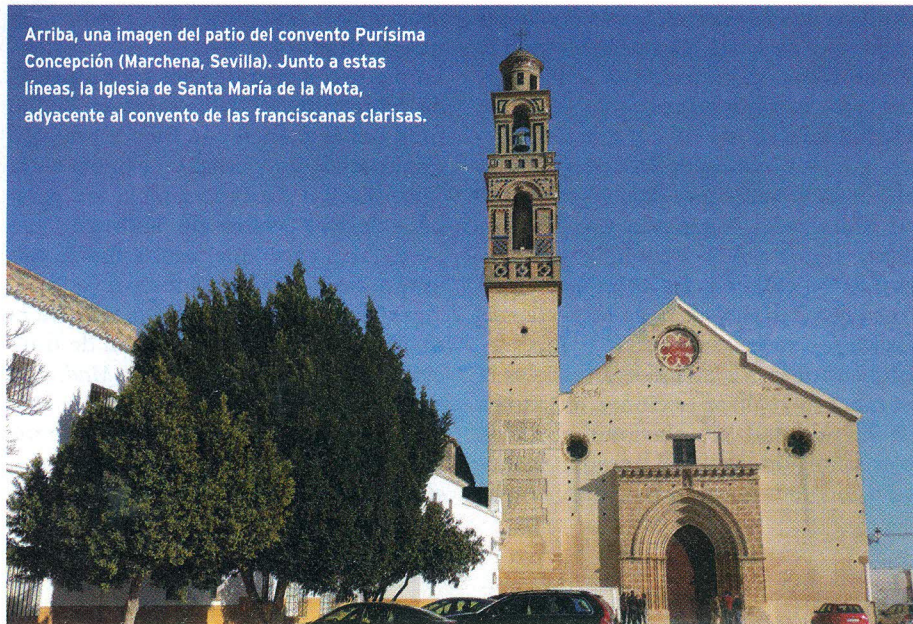 Arriba, una imagen del patio del convento Purísima
Concepción (Marchena, Sevilla). Junto a estas
líneas, la Iglesia de Santa María de la Mota,
adyacente al convento de las franciscanas clarisas.